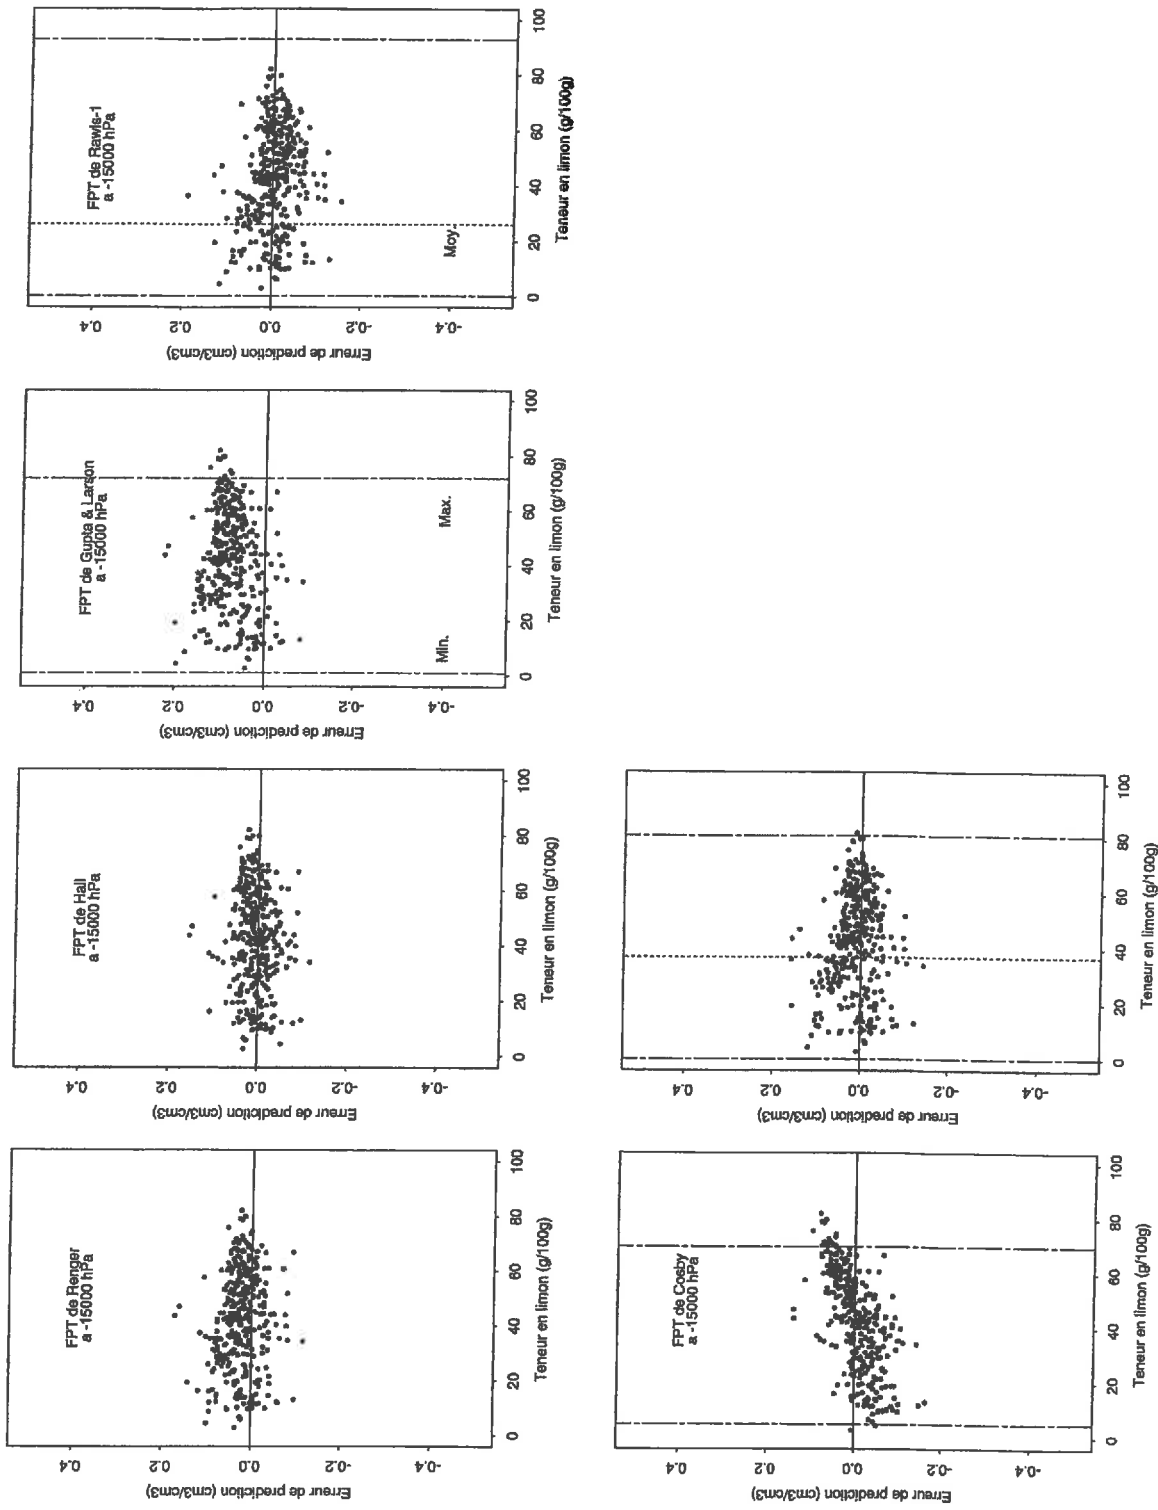 FPT de Renger
a -15000 hPa
Erreur de prediction (cm3/cm3)
0.4
0.2
0.0
-0.2
-0.4
0 20 40 60 80 100
Teneur en limon (g/100g)
FPT de Hall
a -15000 hPa
Erreur de prediction (cm3/cm3)
0.4
0.2
0.0
-0.2
-0.4
0 20 40 60 80 100
Teneur en limon (g/100g)
FPT de Gupta & Larson
a -15000 hPa
Erreur de prediction (cm3/cm3)
0.4
0.2
0.0
-0.2
-0.4
Min. Max.
0 20 40 60 80 100
Teneur en limon (g/100g)
FPT de Rawls-1
a -15000 hPa
Erreur de prediction (cm3/cm3)
0.4
0.2
0.0
-0.2
-0.4
Moy.
0 20 40 60 80 100
Teneur en limon (g/100g)
FPT de Cosby
a -15000 hPa
Erreur de prediction (cm3/cm3)
0.4
0.2
0.0
-0.2
-0.4
0 20 40 60 80 100
Teneur en limon (g/100g)
Erreur de prediction (cm3/cm3)
0.4
0.2
0.0
-0.2
-0.4
0 20 40 60 80 100
Teneur en limon (g/100g)